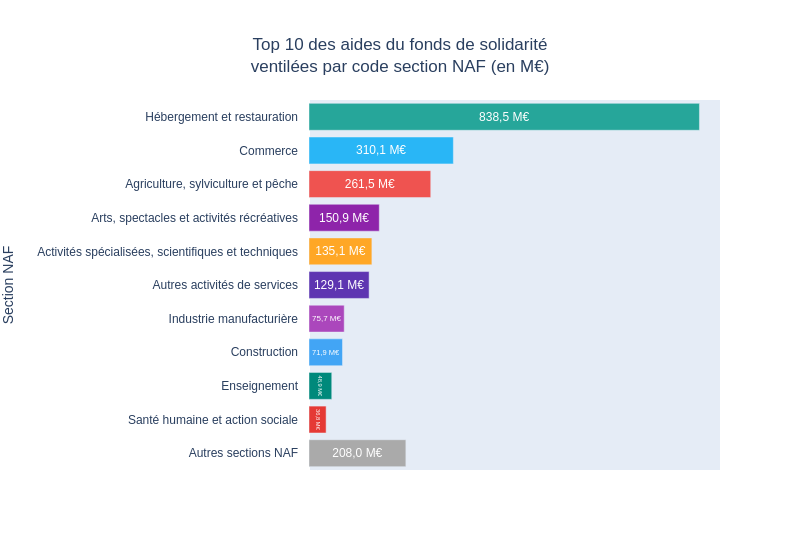 Top 10 des aides du fonds de solidarité
ventilées par code section NAF (en M€)
Section NAF
Hébergement et restauration 838,5 M€
Commerce 310,1 M€
Agriculture, sylviculture et pêche 261,5 M€
Arts, spectacles et activités récréatives 150,9 M€
Activités spécialisées, scientifiques et techniques 135,1 M€
Autres activités de services 129,1 M€
Industrie manufacturière 75,7 M€
Construction 71,9 M€
Enseignement
Santé humaine et action sociale
Autres sections NAF 208,0 M€